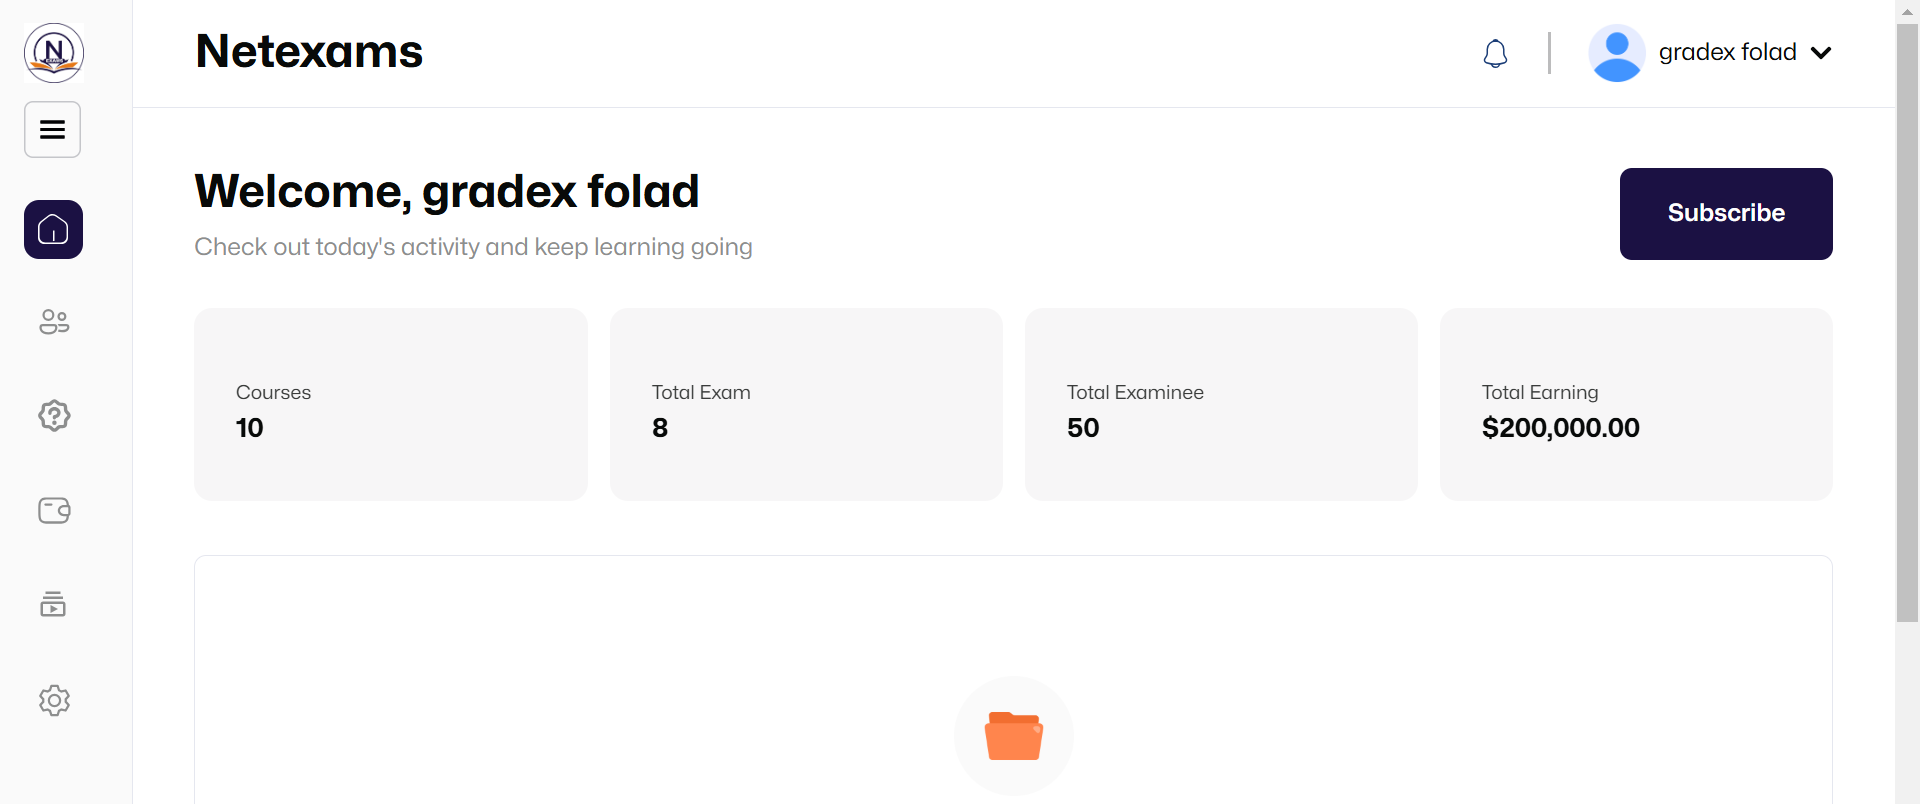 N
Netexams
gradex folad
Welcome, gradex folad
Check out today's activity and keep learning going
Subscribe
Courses
10
Total Exam
8
Total Examinee
50
Total Earning
$200,000.00